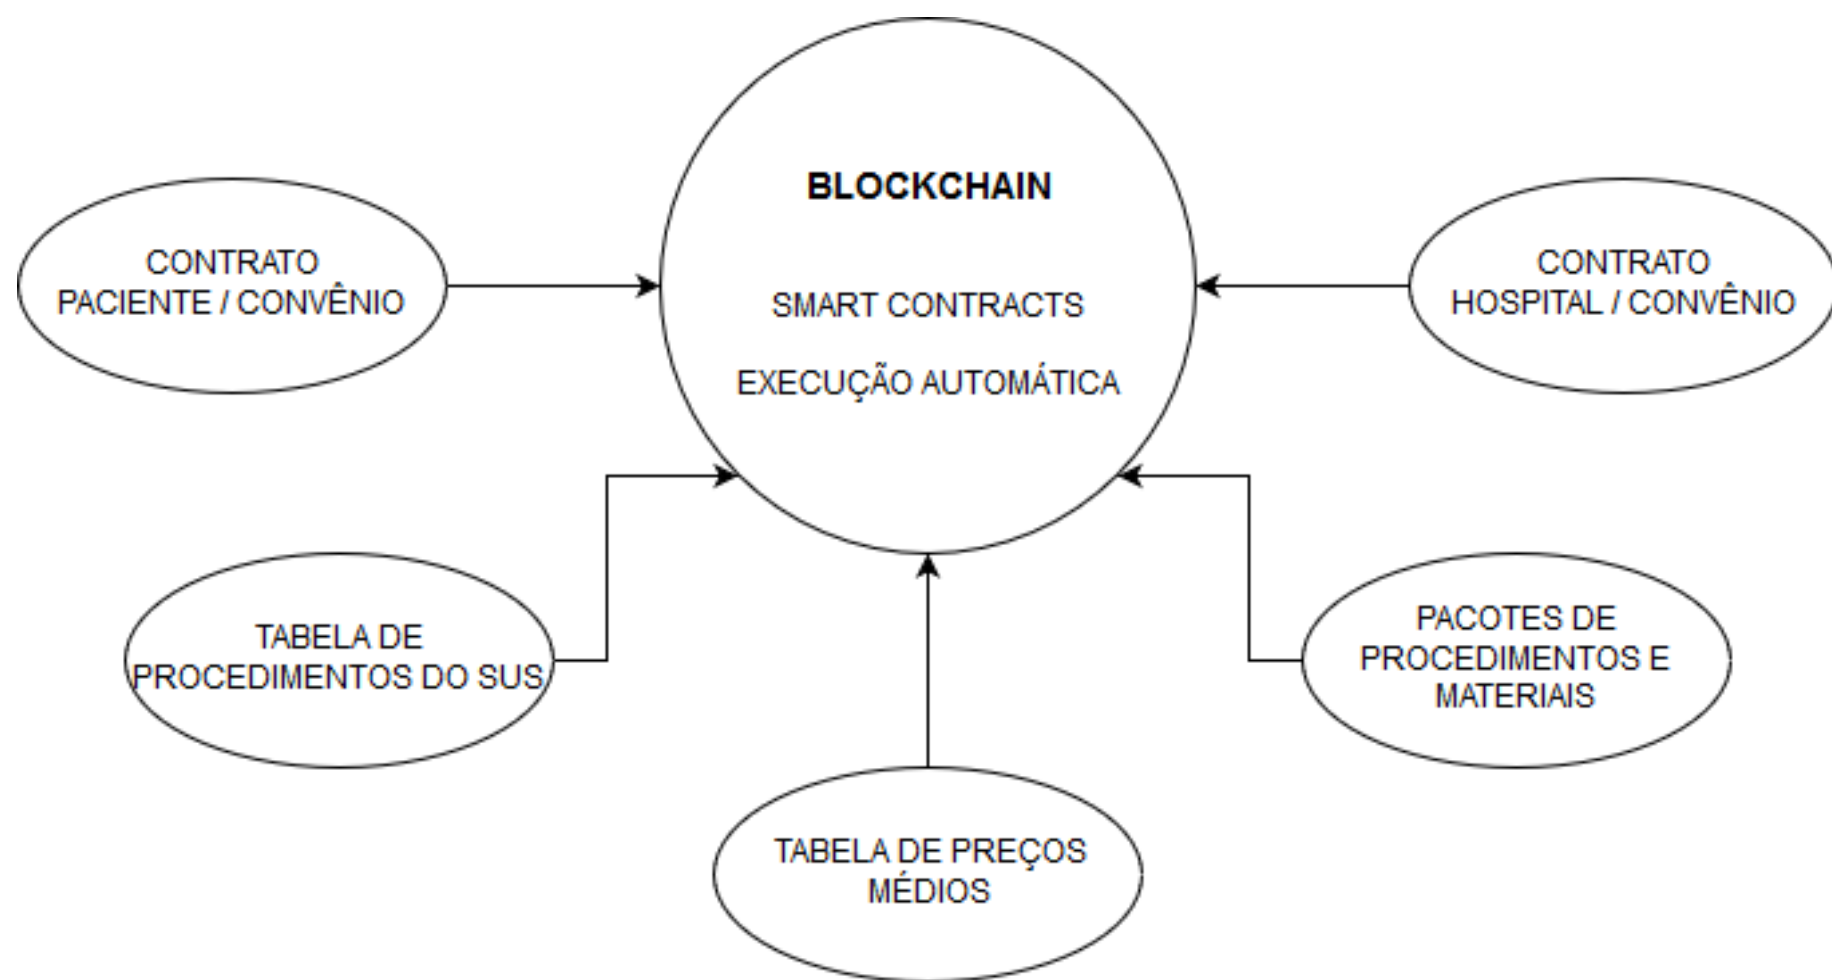 BLOCKCHAIN
SMART CONTRACTS
EXECUÇÃO AUTOMÁTICA
CONTRATO
PACIENTE / CONVÊNIO
CONTRATO
HOSPITAL / CONVÊNIO
TABELA DE
PROCEDIMENTOS DO SUS
PACOTES DE
PROCEDIMENTOS E
MATERIAIS
TABELA DE PREÇOS
MÉDIOS